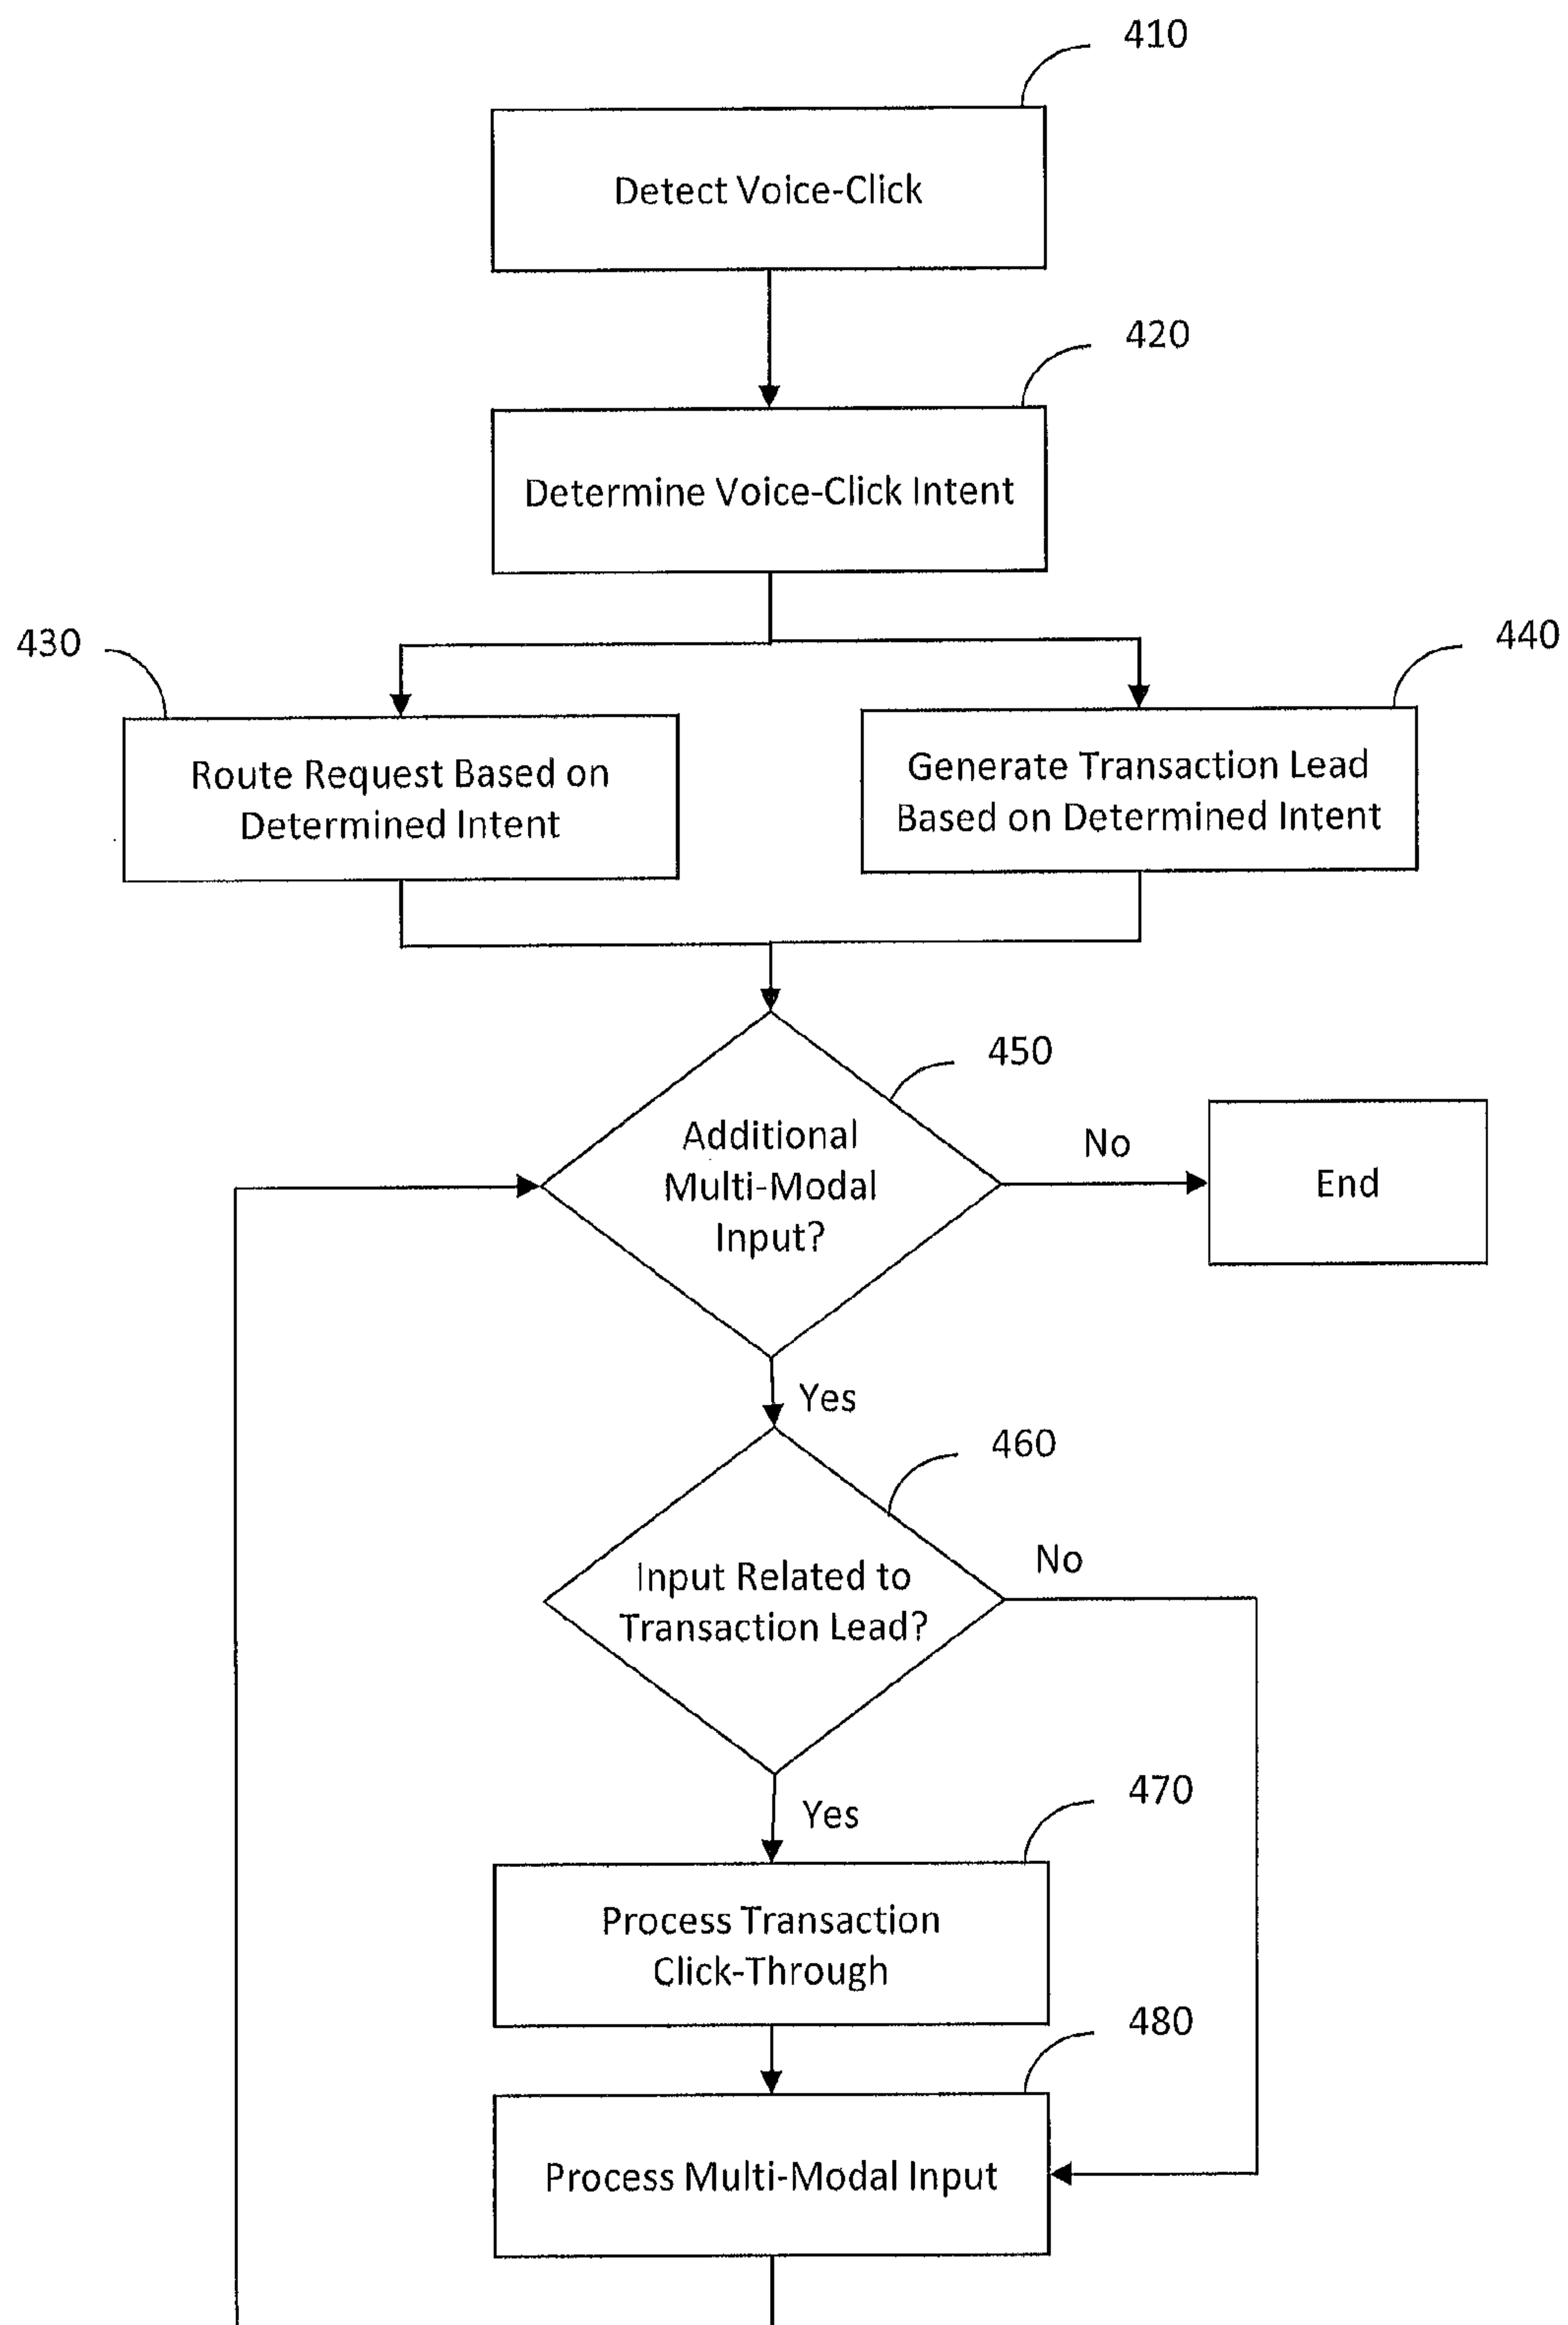 410
Detect Voice-Click
420
Determine Voice-Click Intent
430
440
Route Request Based on
Determined Intent
Generate Transaction Lead
Based on Determined Intent
450
Additional
Multi-Modal
Input?
No
End
Yes
460
Input Related to
Transaction Lead?
No
Yes
470
Process Transaction
Click-Through
480
Process Multi-Modal Input